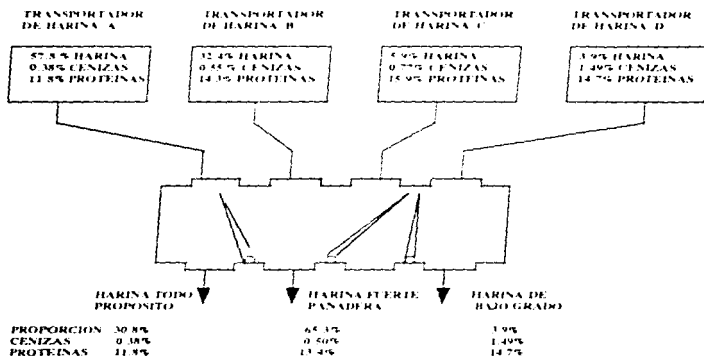 TRANSPORTADOR
DE HARINA A
TRANSPORTADOR
DE HARINA B
TRANSPORTADOR
DE HARINA C
TRANSPORTADOR
DE HARINA D
57.8 % HARINA
0.38% CENIZAS
11.8% PROTEINAS
32.4% HARINA
0.55% CENIZAS
14.3% PROTEINAS
5.9% HARINA
0.77% CENIZAS
15.9% PROTEINAS
3.9% HARINA
1.49% CENIZAS
14.7% PROTEINAS
HARINA TODO
PROPOSITO
HARINA FUERTE
PANADERA
HARINA DE
BAJO GRADO
PROPORCION 30.8% 65.3% 3.9%
CENIZAS 0.38% 0.50% 1.49%
PROTEINAS 11.8% 13.4% 14.7%